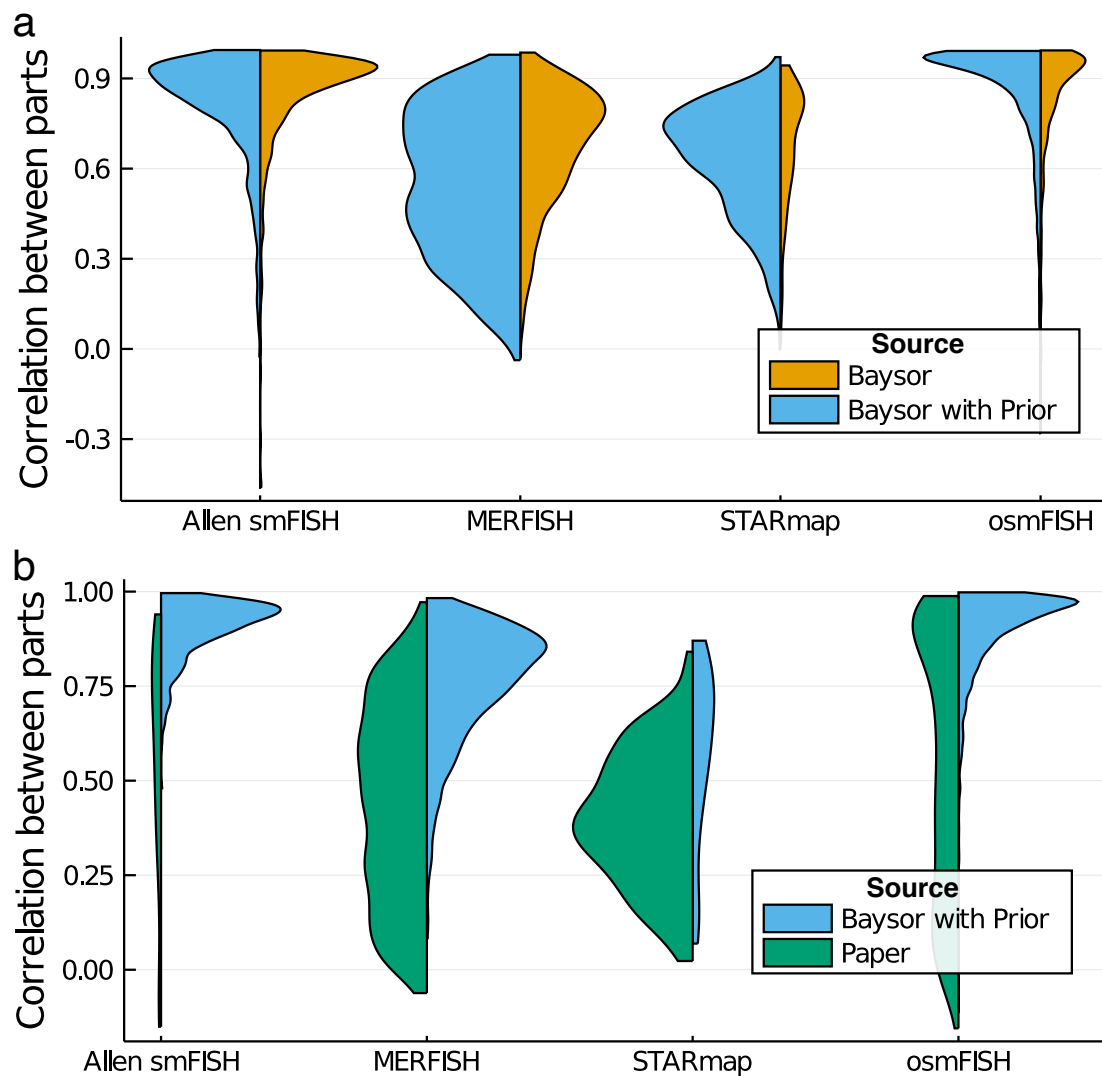 a
Correlation between parts
0.9
0.6
0.3
0.0
-0.3
Source
Baysor
Baysor with Prior
Allen smFISH
MERFISH
STARmap
osmFISH
b
Correlation between parts
1.00
0.75
0.50
0.25
0.00
Source
Baysor with Prior
Paper
Allen smFISH
MERFISH
STARmap
osmFISH